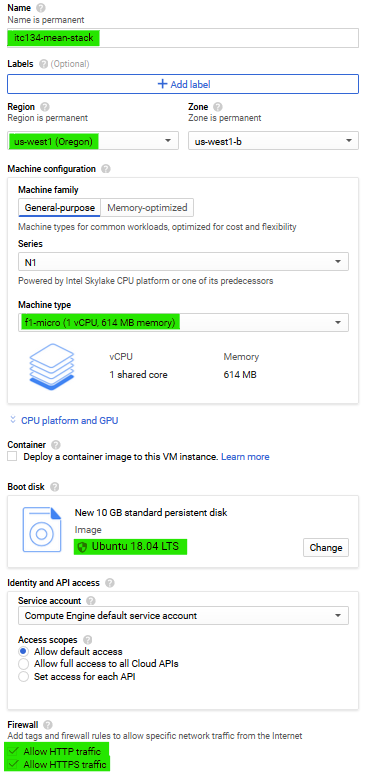 Name
Name is permanent
itc134-mean-stack
Labels ? (Optional)
+ Add label
Region ? Zone ?
Region is permanent Zone is permanent
us-west1 (Oregon) us-west1-b
Machine configuration ?
Machine family
General-purpose Memory-optimized
Machine types for common workloads, optimized for cost and flexibility
Series
N1
Powered by Intel Skylake CPU platform or one of its predecessors
Machine type
f1-micro (1 vCPU, 614 MB memory)
vCPU Memory
1 shared core 614 MB
CPU platform and GPU
Container ?
Deploy a container image to this VM instance. Learn more
Boot disk ?
New 10 GB standard persistent disk
Image
Ubuntu 18.04 LTS
Change
Identity and API access ?
Service account ?
Compute Engine default service account
Access scopes ?
Allow default access
Allow full access to all Cloud APIs
Set access for each API
Firewall ?
Add tags and firewall rules to allow specific network traffic from the Internet
Allow HTTP traffic
Allow HTTPS traffic